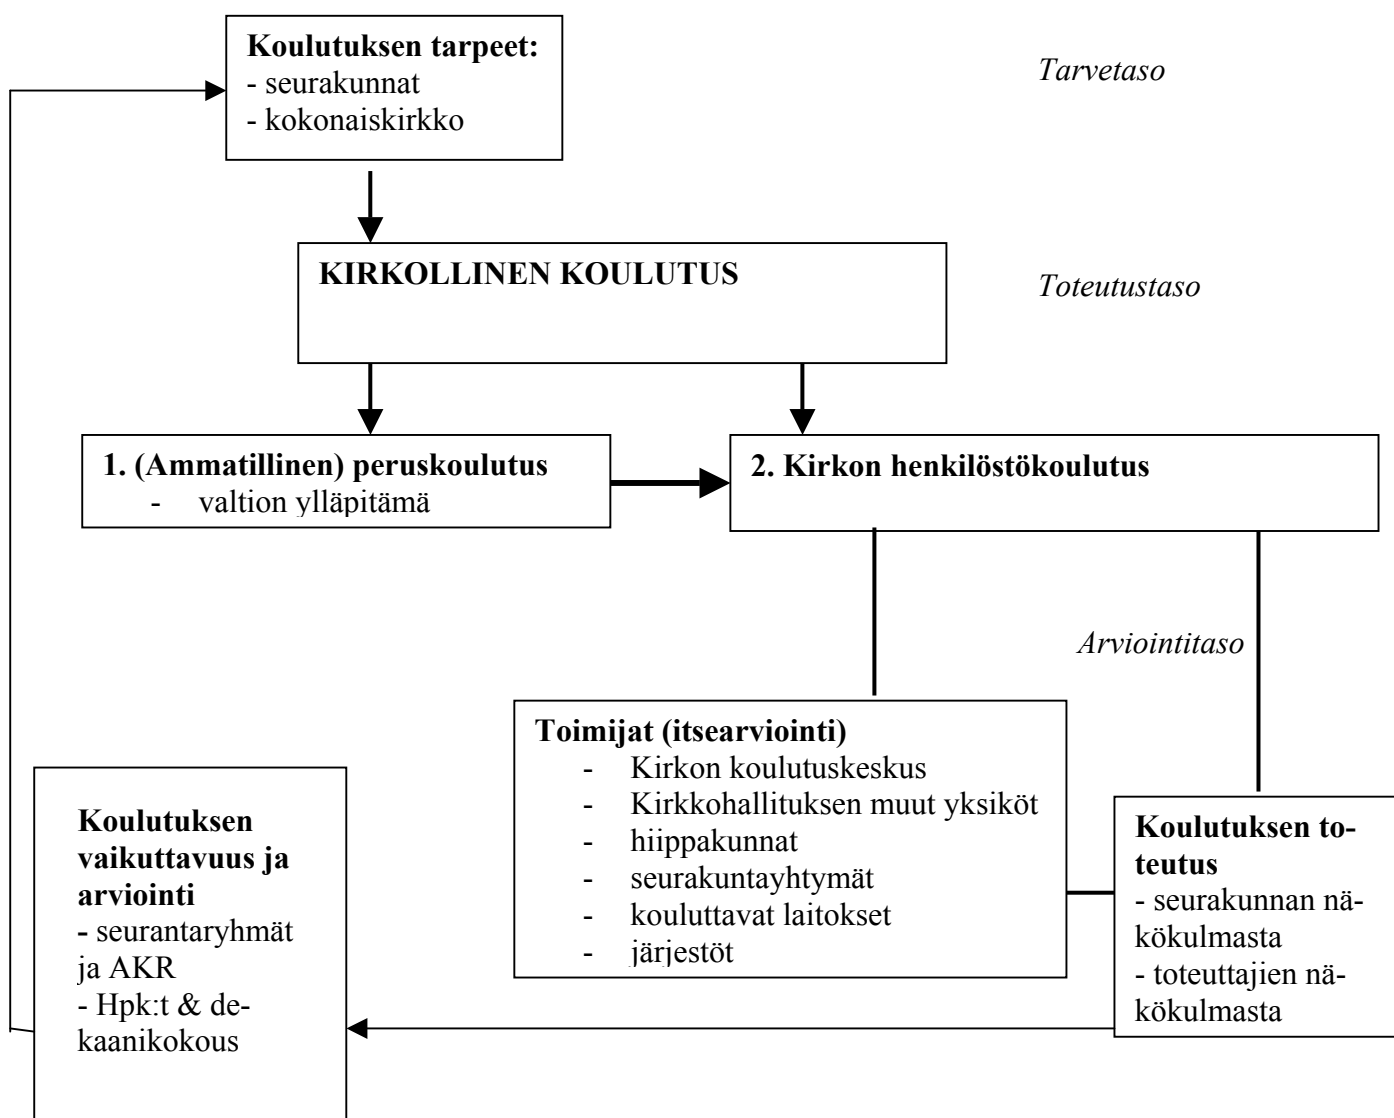 Koulutuksen tarpeet:
- seurakunnat
- kokonaiskirkko
Tarvetaso
KIRKOLLINEN KOULUTUS
Toteutustaso
1. (Ammatillinen) peruskoulutus
- valtion ylläpitämä
2. Kirkon henkilöstökoulutus
Arviointitaso
Toimijat (itsearviointi)
- Kirkon koulutuskeskus
- Kirkkohallituksen muut yksiköt
- hiippakunnat
- seurakuntayhtymät
- kouluttavat laitokset
- järjestöt
Koulutuksen to-
teutus
- seurakunnan nä-
kökulmasta
- toteuttajien nä-
kökulmasta
Koulutuksen
vaikuttavuus ja
arviointi
- seurantaryhmät
ja AKR
- Hpk:t & de-
kaanikokous